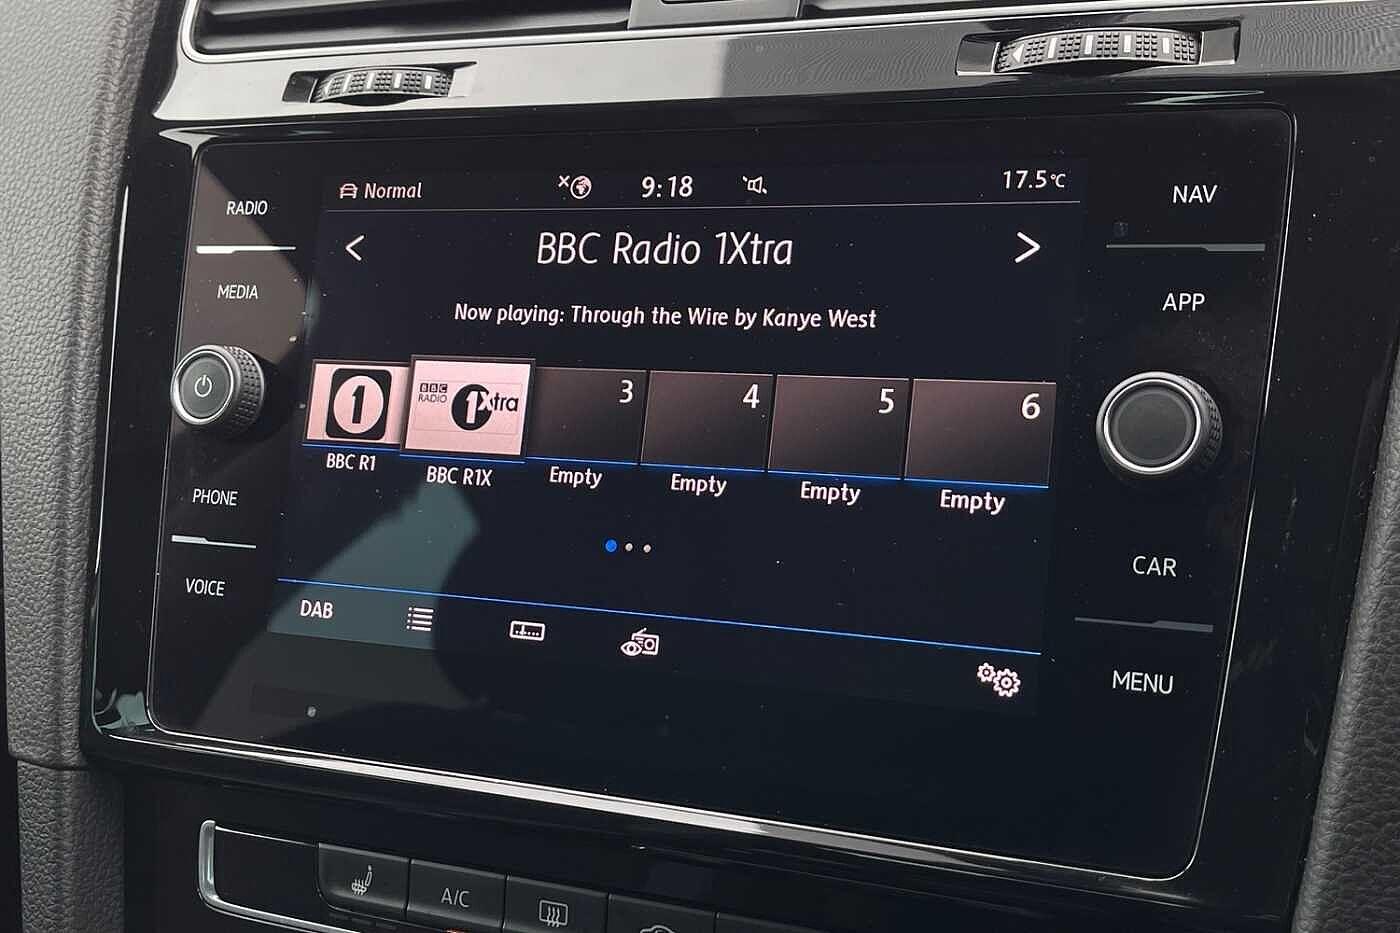 Normal
9:18
17.5°C
RADIO
MEDIA
PHONE
VOICE
< BBC Radio 1Xtra >
Now playing: Through the Wire by Kanye West
1
BBC RADIO 1Xtra
3
4
5
6
BBC R1
BBC R1X
Empty
Empty
Empty
Empty
DAB
NAV
APP
CAR
MENU
A/C